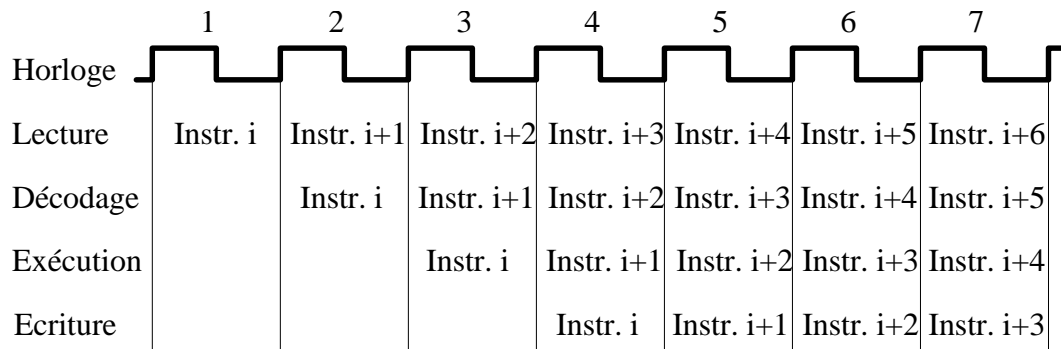 1 2 3 4 5 6 7
Horloge
Lecture Instr. i Instr. i+1 Instr. i+2 Instr. i+3 Instr. i+4 Instr. i+5 Instr. i+6
Décodage Instr. i Instr. i+1 Instr. i+2 Instr. i+3 Instr. i+4 Instr. i+5
Exécution Instr. i Instr. i+1 Instr. i+2 Instr. i+3 Instr. i+4
Ecriture Instr. i Instr. i+1 Instr. i+2 Instr. i+3